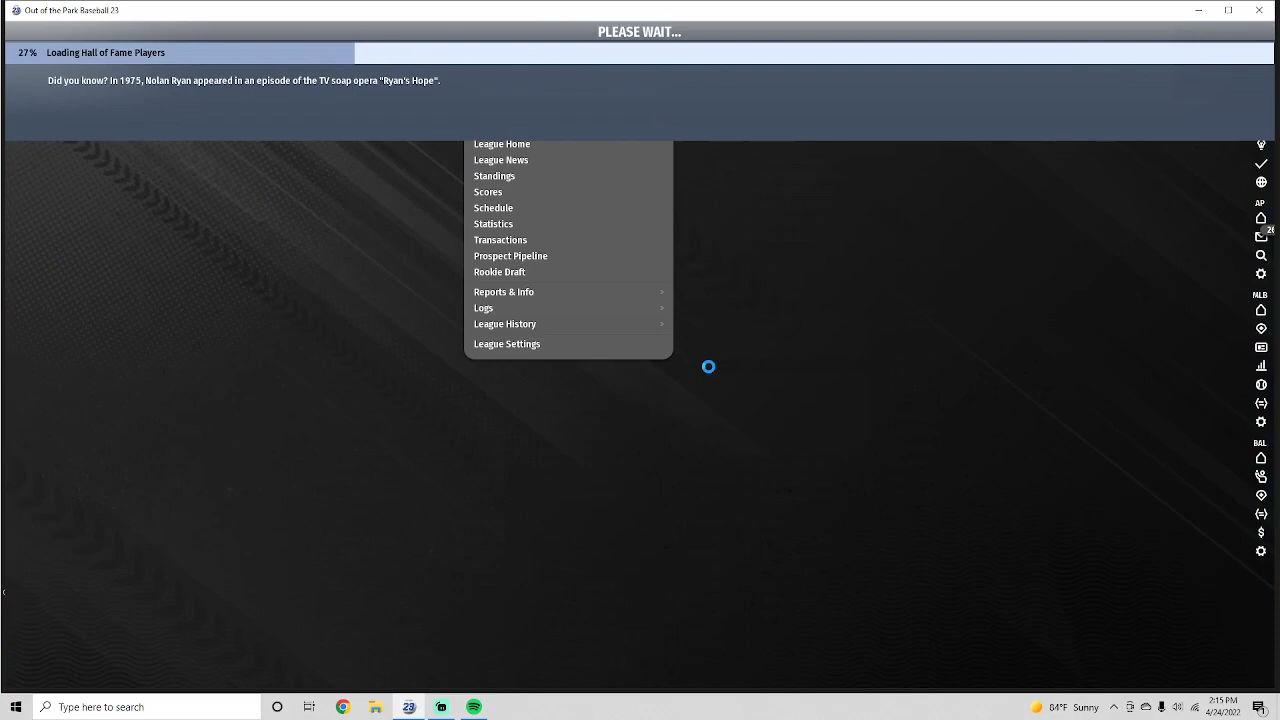 Out of the Park Baseball 23
PLEASE WAIT...
27% Loading Hall of Fame Players
Did you know? In 1975, Nolan Ryan appeared in an episode of the TV soap opera "Ryan's Hope".
League Home
League News
Standings
Scores
Schedule
Statistics
Transactions
Prospect Pipeline
Rookie Draft
Reports & Info >
Logs >
League History >
League Settings
AP
26
MLB
BAL
Type here to search
23
84°F Sunny
2:15 PM
4/24/2022
1